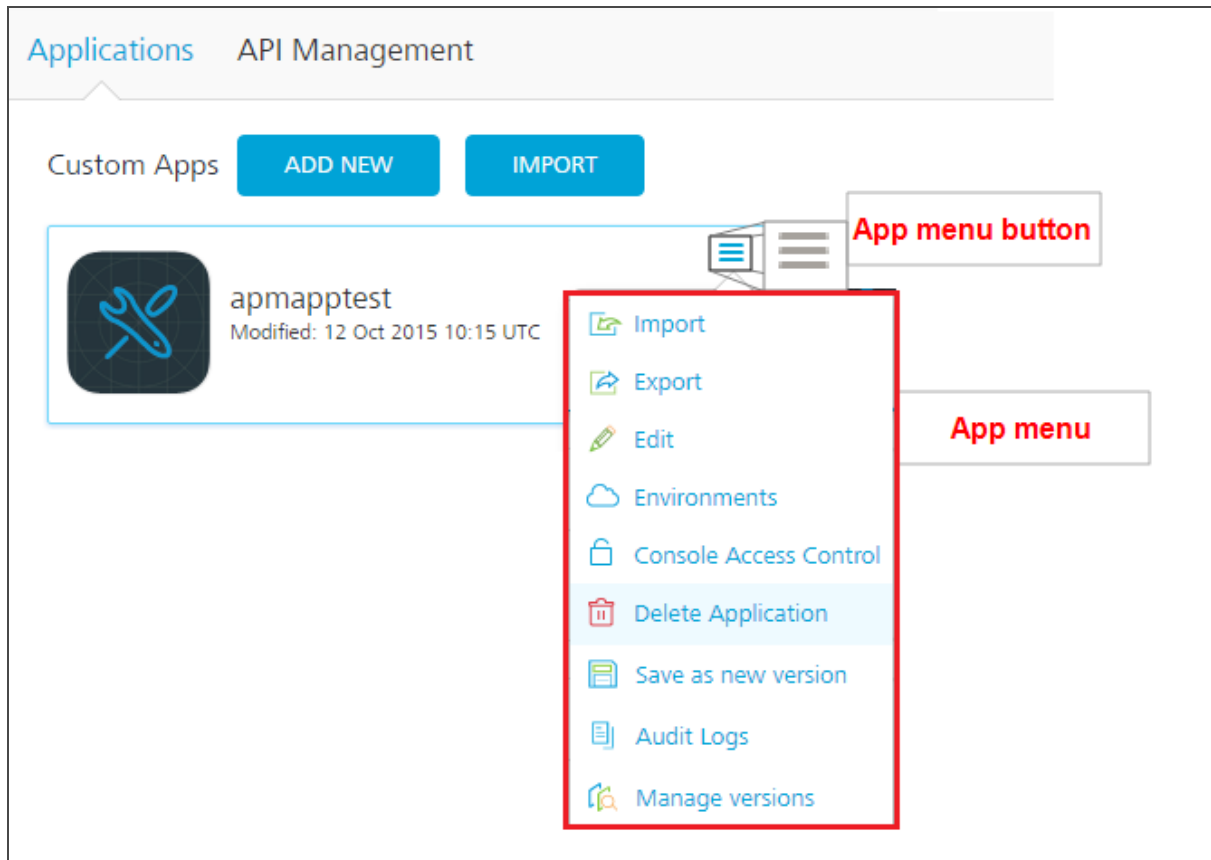 Applications API Management
Custom Apps ADD NEW IMPORT
App menu button
apmapptest
Modified: 12 Oct 2015 10:15 UTC
Import
Export
Edit
App menu
Environments
Console Access Control
Delete Application
Save as new version
Audit Logs
Manage versions